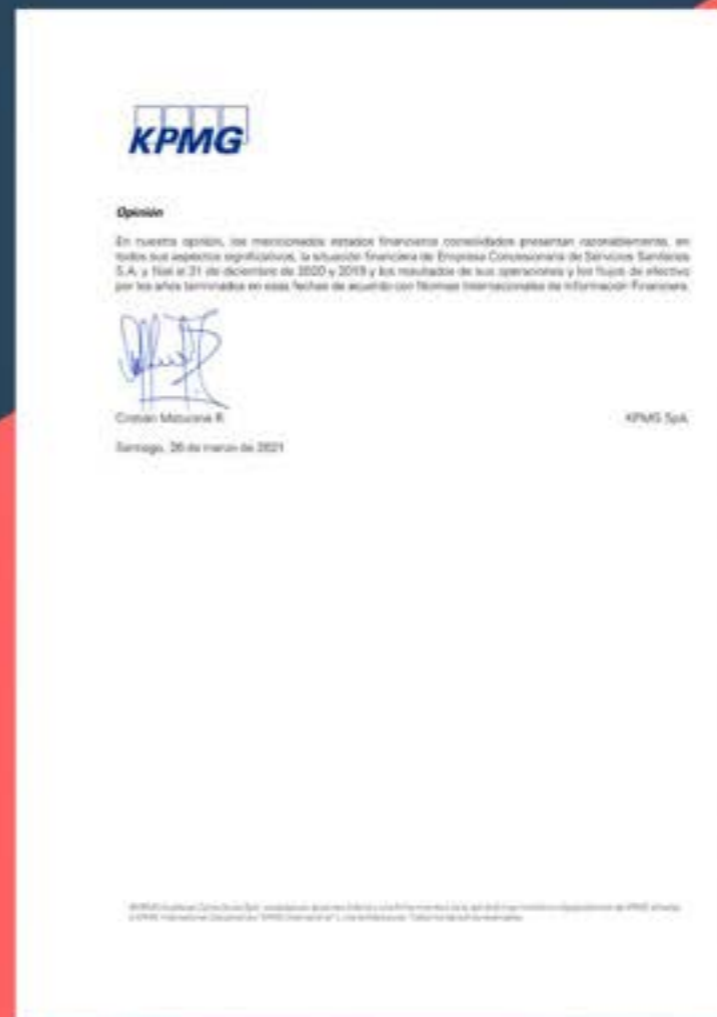 KPMG
Opinión
En nuestra opinión, los mencionados estados financieros consolidados presentan razonablemente, en
todos sus aspectos significativos, la situación financiera de Empresa Concesionaria de Servicios Sanitarios
S.A. y filial al 31 de diciembre de 2020 y 2019 y los resultados de sus operaciones y los flujos de efectivo
por los años terminados en esas fechas de acuerdo con Normas Internacionales de Información Financiera.
Cristián Maturana R. KPMG SpA
Santiago, 26 de marzo de 2021